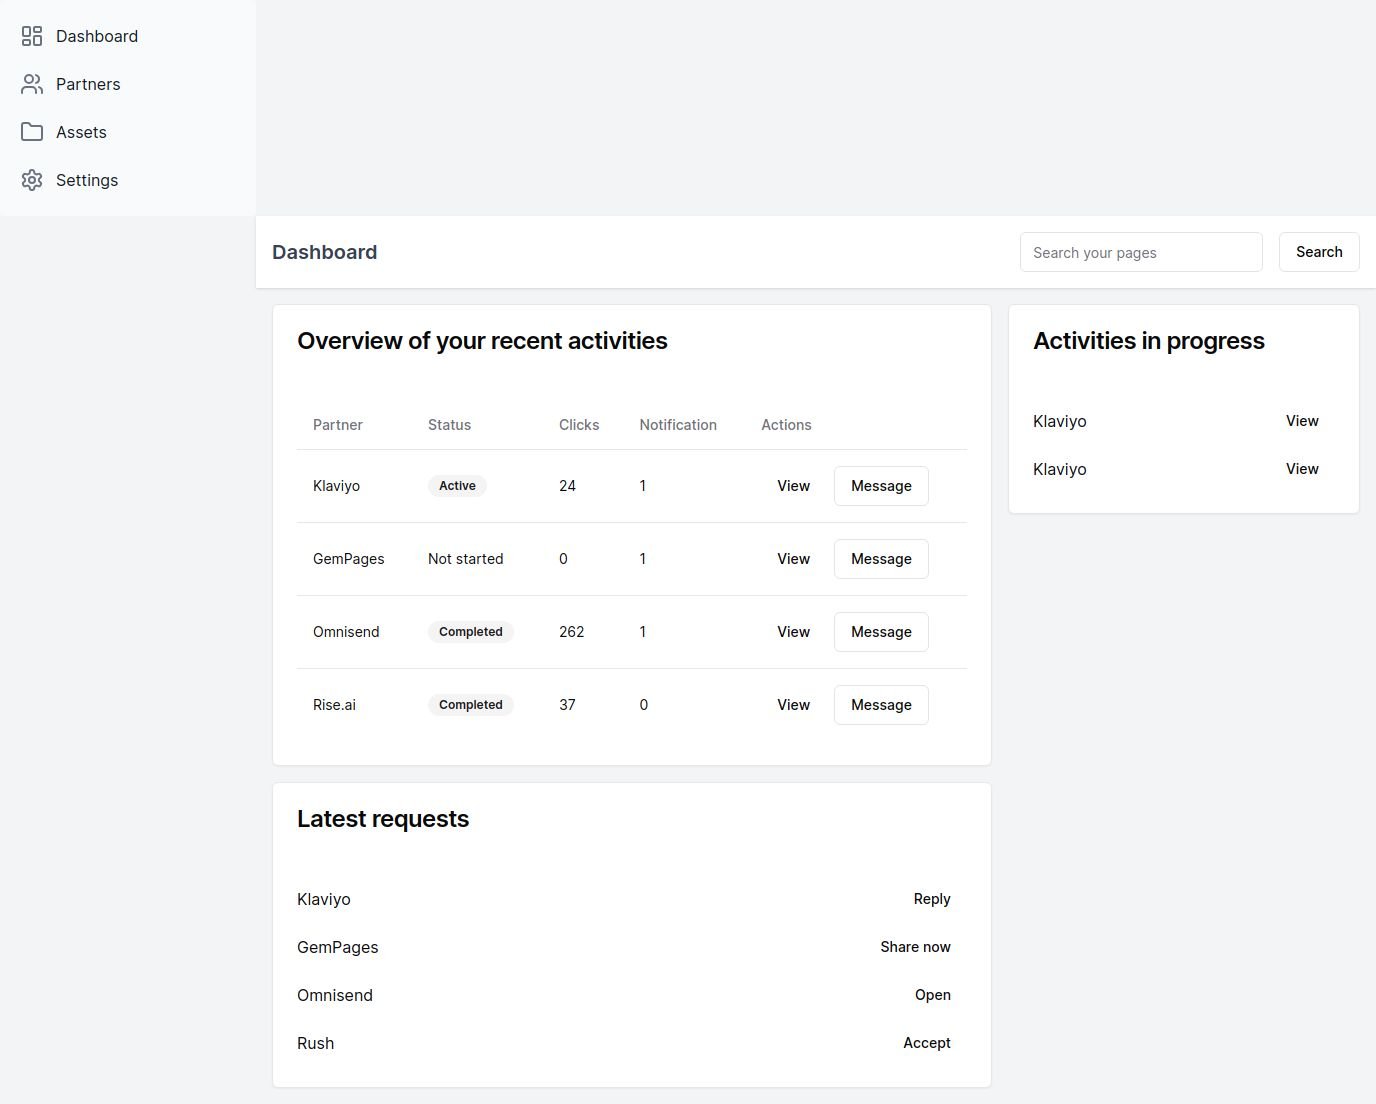 Dashboard
Partners
Assets
Settings
Dashboard
Search your pages
Search
Overview of your recent activities
Partner Status Clicks Notification Actions
Klaviyo Active 24 1 View Message
GemPages Not started 0 1 View Message
Omnisend Completed 262 1 View Message
Rise.ai Completed 37 0 View Message
Activities in progress
Klaviyo View
Klaviyo View
Latest requests
Klaviyo Reply
GemPages Share now
Omnisend Open
Rush Accept